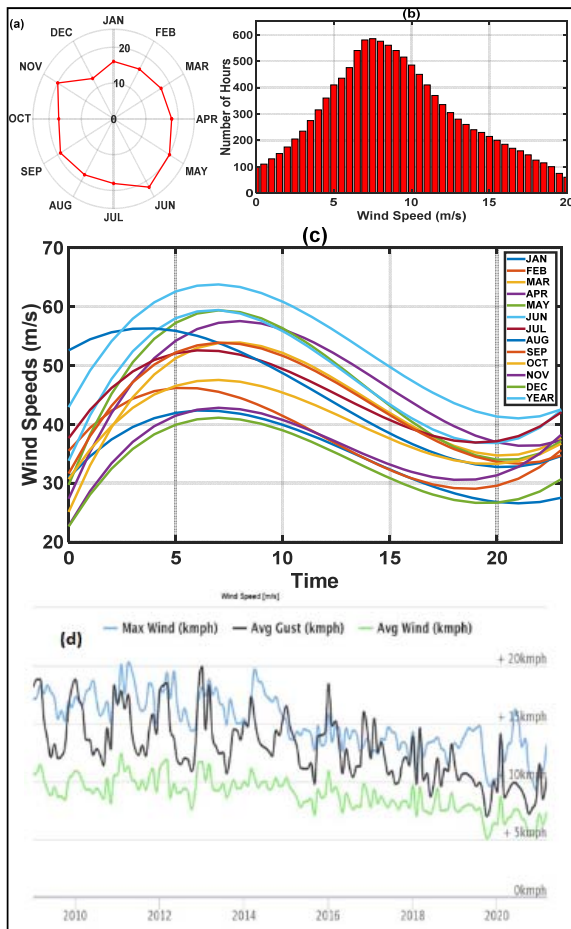 (a)
JAN
FEB
MAR
APR
MAY
JUN
JUL
AUG
SEP
OCT
NOV
DEC
20
10
0
(b)
Number of Hours
600
500
400
300
200
100
0
0 5 10 15 20
Wind Speed (m/s)
(c)
Wind Speeds (m/s)
70
60
50
40
30
20
0 5 10 15 20
Time
JAN
FEB
MAR
APR
MAY
JUN
JUL
AUG
SEP
OCT
NOV
DEC
YEAR
Wind Speed [m/s]
(d)
Max Wind (kmph) Avg Gust (kmph) Avg Wind (kmph)
+ 20kmph
+ 15kmph
+ 10kmph
+ 5kmph
0kmph
2010 2012 2014 2016 2018 2020